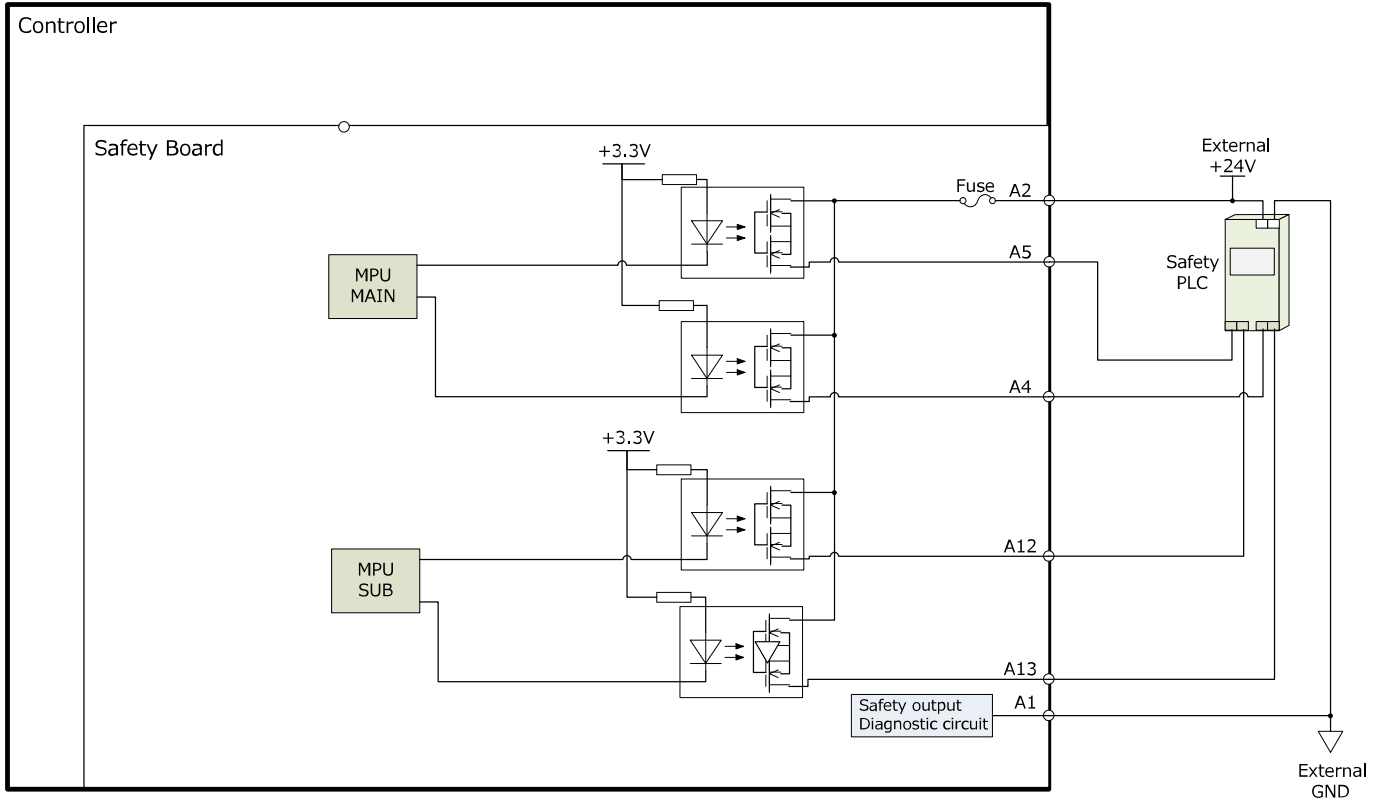 Controller
Safety Board
+3.3V
External
+24V
Fuse
A2
A5
Safety
PLC
MPU
MAIN
A4
+3.3V
A12
MPU
SUB
A13
Safety output
Diagnostic circuit
A1
External
GND